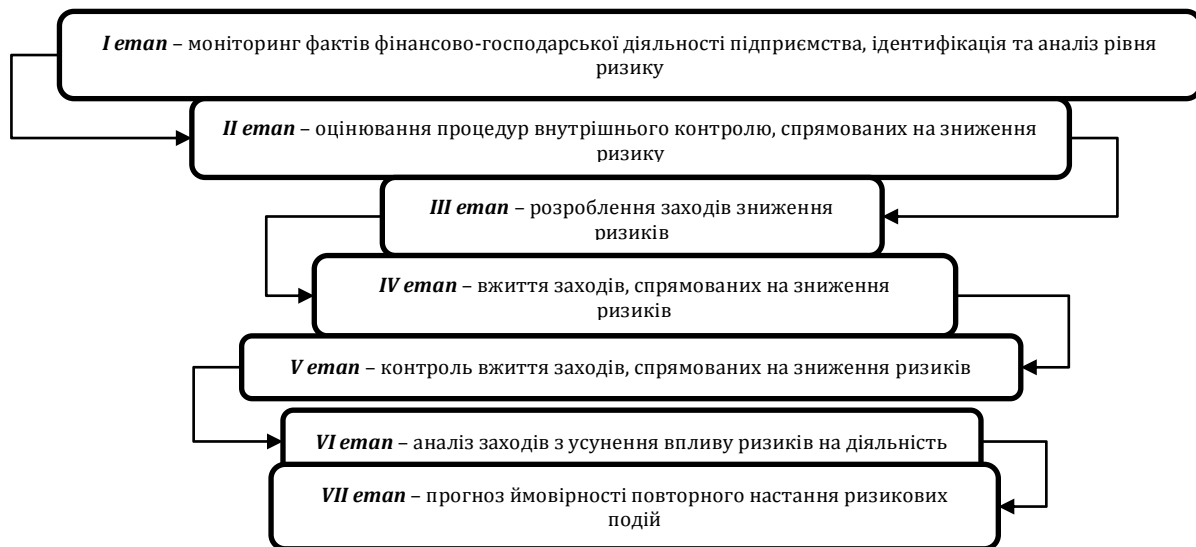 I етап – моніторинг фактів фінансово-господарської діяльності підприємства, ідентифікація та аналіз рівня
ризику
II етап – оцінювання процедур внутрішнього контролю, спрямованих на зниження
ризику
III етап – розроблення заходів зниження
ризиків
IV етап – вжиття заходів, спрямованих на зниження
ризиків
V етап – контроль вжиття заходів, спрямованих на зниження ризиків
VI етап – аналіз заходів з усунення впливу ризиків на діяльність
VII етап – прогноз ймовірності повторного настання ризикових
подій